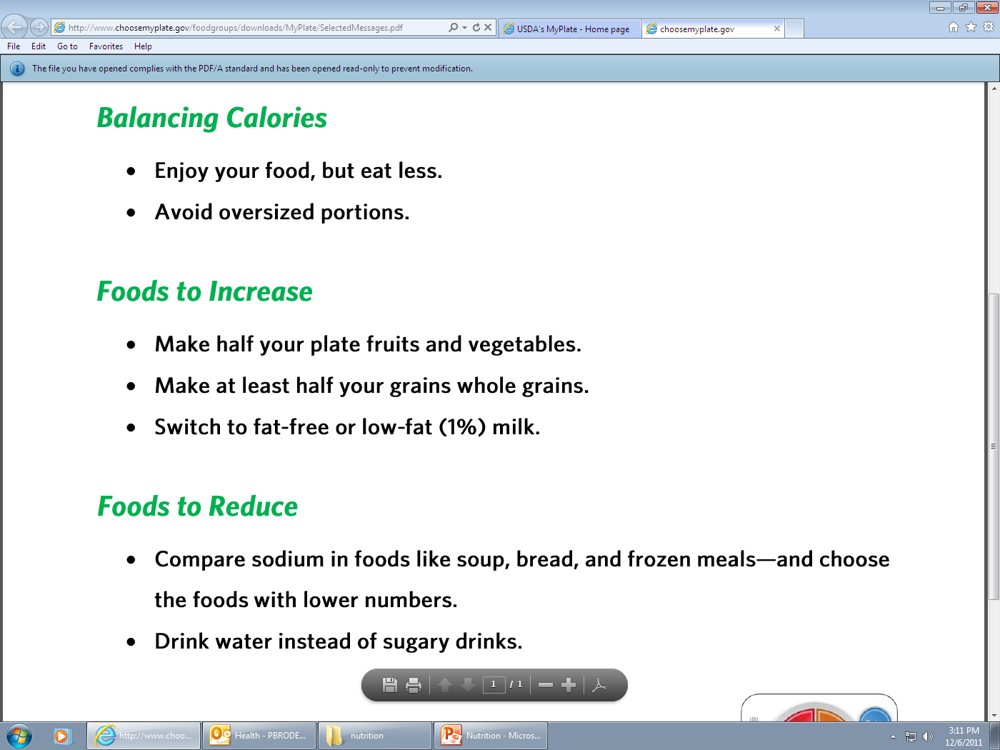 http://www.choosemyplate.gov/foodgroups/downloads/MyPlate/SelectedMessages.pdf
USDA's MyPlate - Home page
choosemyplate.gov
File Edit Go to Favorites Help
The file you have opened complies with the PDF/A standard and has been opened read-only to prevent modification.
Balancing Calories
• Enjoy your food, but eat less.
• Avoid oversized portions.
Foods to Increase
• Make half your plate fruits and vegetables.
• Make at least half your grains whole grains.
• Switch to fat-free or low-fat (1%) milk.
Foods to Reduce
• Compare sodium in foods like soup, bread, and frozen meals—and choose
the foods with lower numbers.
• Drink water instead of sugary drinks.
1 / 1
http://www.choo...
Health - PBRODE...
nutrition
Nutrition - Micros...
3:11 PM
12/6/2011